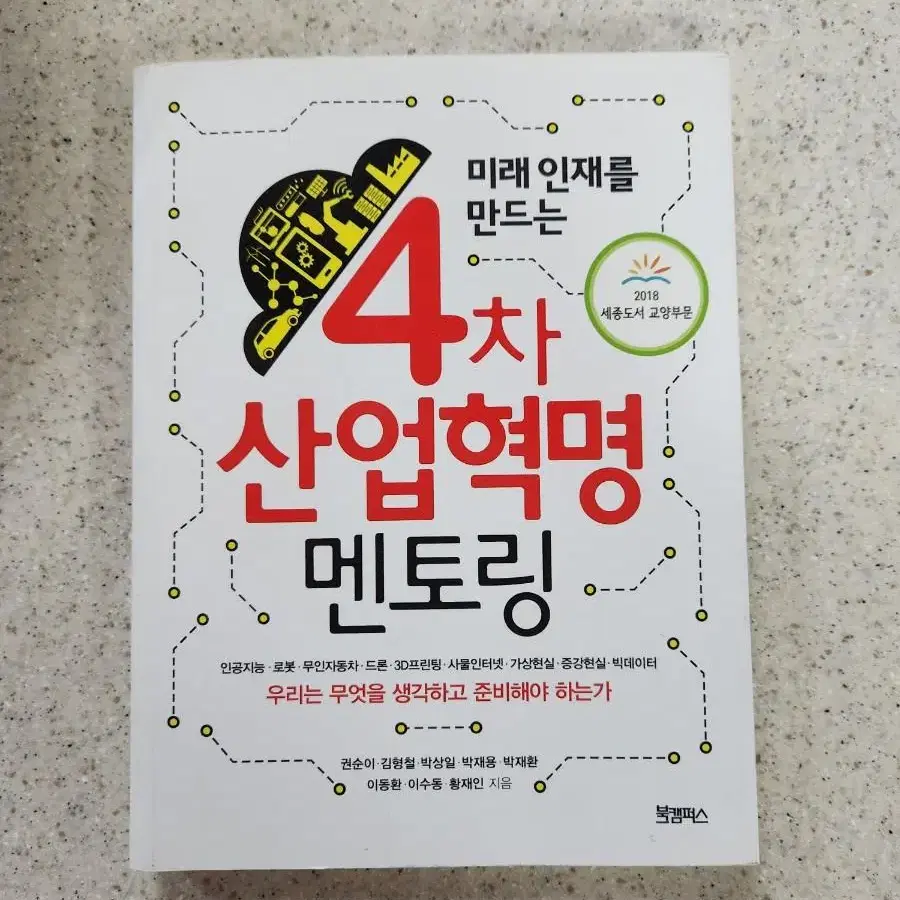 미래 인재를
만드는
4차
산업혁명
멘토링
2018
세종도서 교양부문
인공지능·로봇·무인자동차·드론·3D프린팅·사물인터넷·가상현실·증강현실·빅데이터
우리는 무엇을 생각하고 준비해야 하는가
권순이·김형철·박상일·박재용·박재환
이동환·이수동·황재인 지음
북캠퍼스